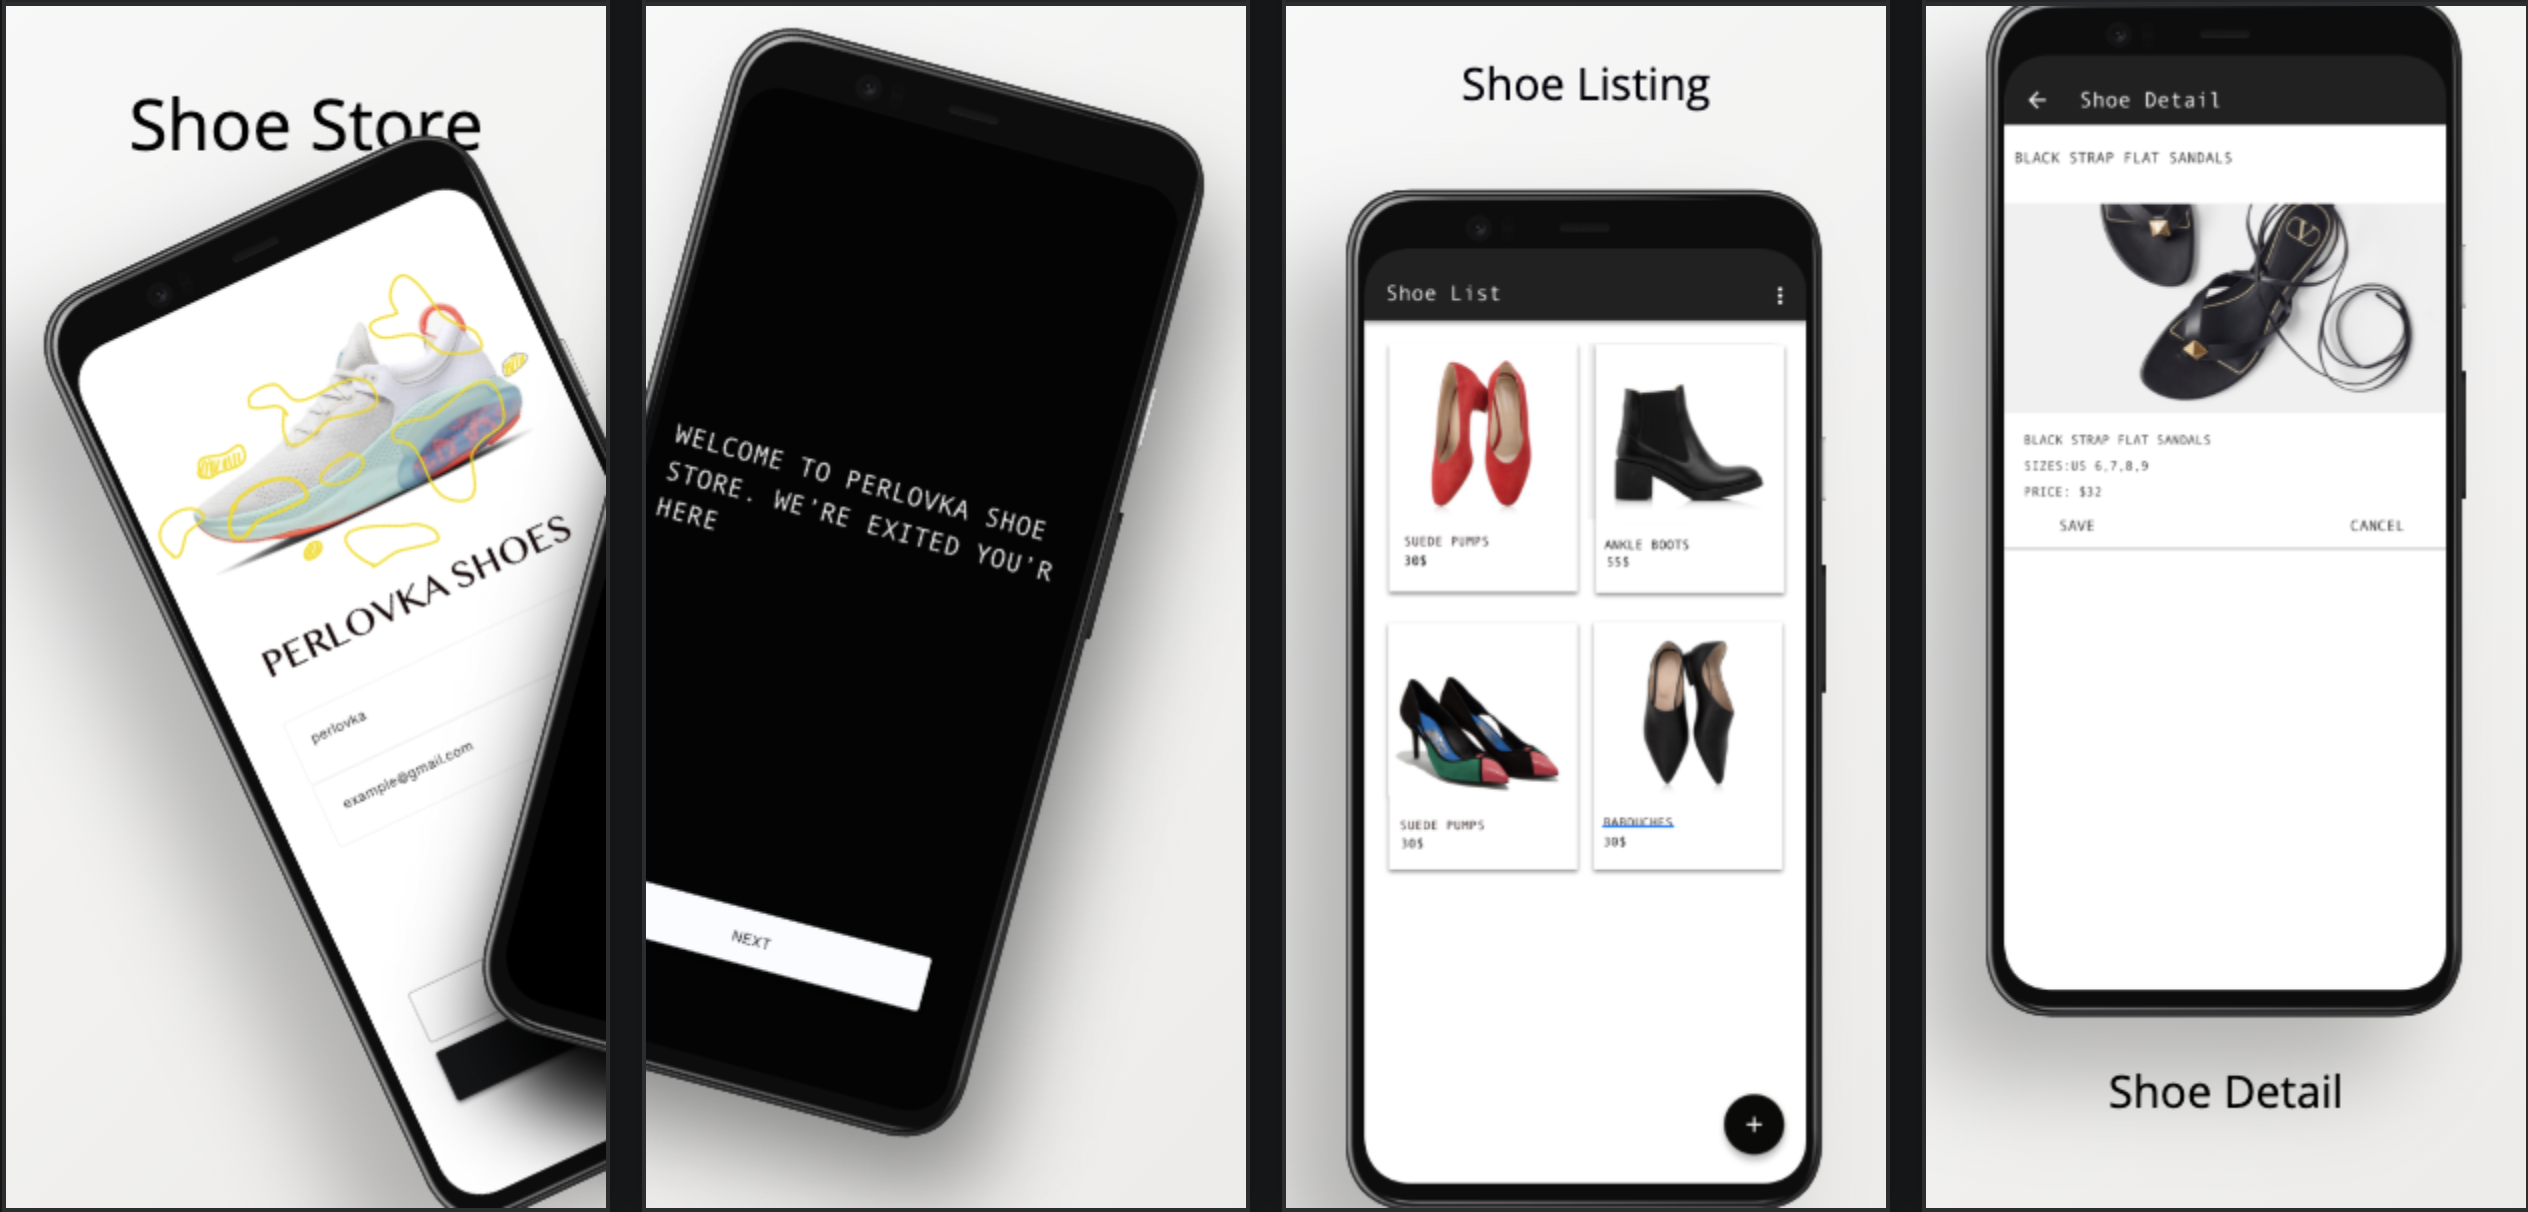 Shoe Store
PERLOVKA SHOES
perlovka
example@gmail.com
WELCOME TO PERLOVKA SHOE
STORE. WE'RE EXITED YOU'R
HERE
NEXT
Shoe Listing
Shoe List
SUEDE PUMPS
30$
ANKLE BOOTS
55$
SUEDE PUMPS
30$
BABOUCHES
30$
Shoe Detail
BLACK STRAP FLAT SANDALS
V
BLACK STRAP FLAT SANDALS
SIZES:US 6,7,8,9
PRICE: $32
SAVE
CANCEL
Shoe Detail